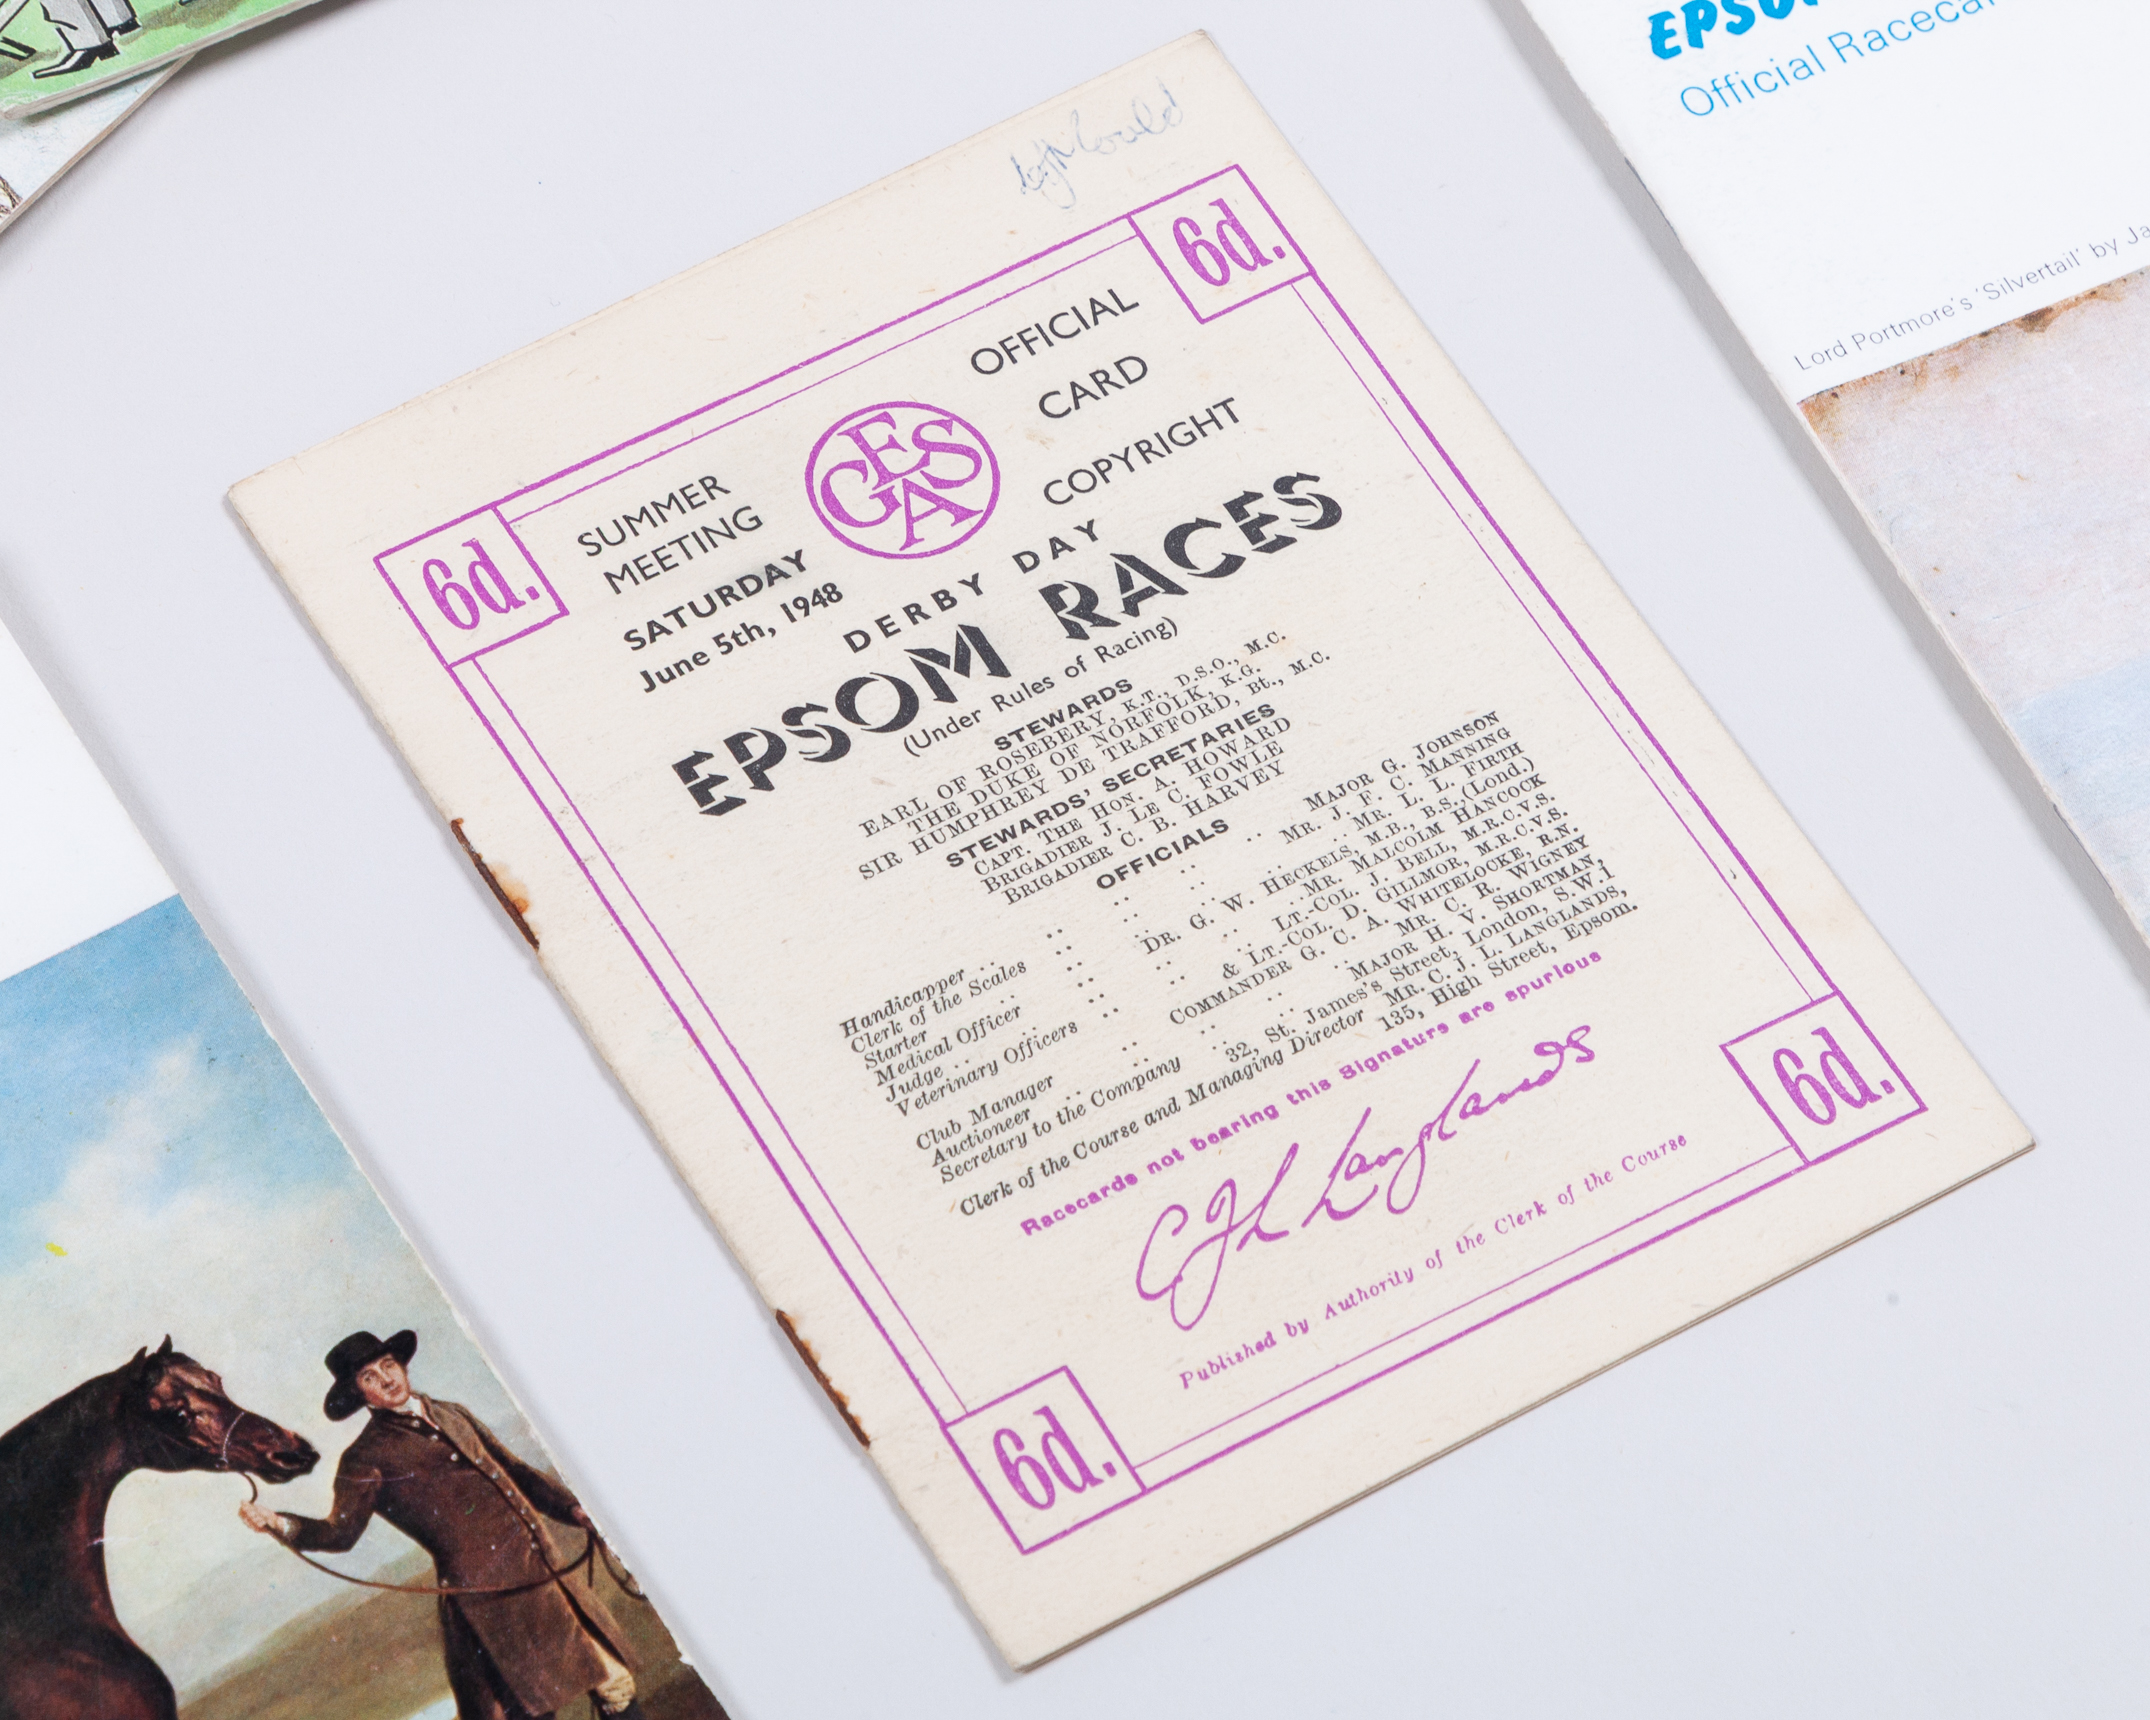 6d.
6d.
SUMMER
MEETING
SATURDAY
June 5th, 1948
GESA
OFFICIAL
CARD
COPYRIGHT
DERBY DAY
EPSOM RACES
(Under Rules of Racing)
STEWARDS
EARL OF ROSEBERY, K.T., D.S.O., M.C.
THE DUKE OF NORFOLK, K.G.
SIR HUMPHREY DE TRAFFORD, Bt., M.C.
STEWARDS' SECRETARIES
CAPT. THE HON. A. HOWARD
BRIGADIER J. LE C. FOWLE
BRIGADIER C. B. HARVEY
OFFICIALS
Handicapper .. .. .. .. .. MAJOR G. JOHNSON
Clerk of the Scales .. .. .. MR. J. F. C. MANNING
Starter .. .. .. .. .. MR. L. L. FIRTH
Medical Officer .. .. DR. G. W. HECKELS, M.B., B.S.,(Lond.)
Judge .. .. .. .. .. MR. MALCOLM HANCOCK
Veterinary Officers .. .. LT.-COL. J. BELL, M.R.C.V.S.
& LT.-COL. D. GILLMOR, M.R.C.V.S.
Club Manager .. COMMANDER G. C. A. WHITELOCKE, R.N.
Auctioneer .. .. .. .. MR. C. R. WIGNEY
Secretary to the Company .. MAJOR H. V. SHORTMAN,
32, St. James's Street, London, S.W.1
Clerk of the Course and Managing Director MR. C. J. L. LANGLANDS,
135, High Street, Epsom.
Racecards not bearing this Signature are spurious
CJL Langlands
Published by Authority of the Clerk of the Course
6d.
6d.
Official Racecar
Lord Portmore's 'Silvertail' by Ja